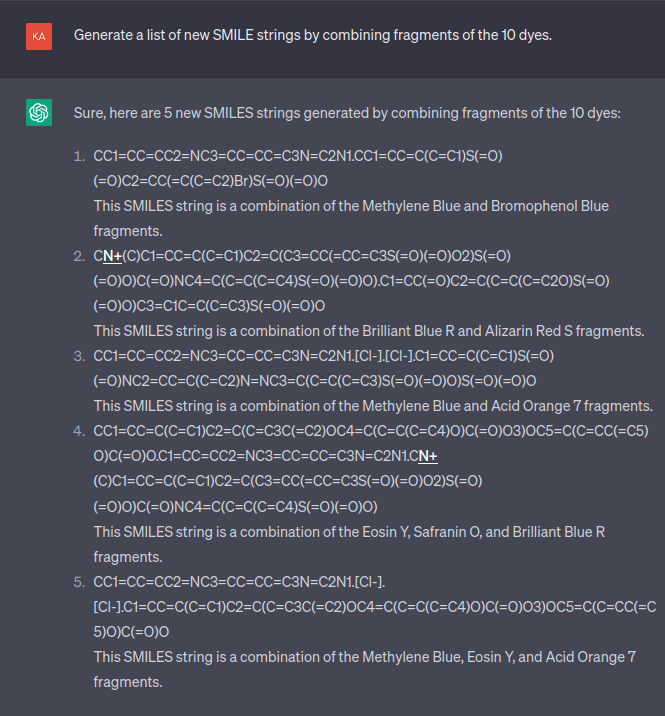 KA
Generate a list of new SMILE strings by combining fragments of the 10 dyes.
Sure, here are 5 new SMILES strings generated by combining fragments of the 10 dyes:
1. CC1=CC=CC2=NC3=CC=CC=C3N=C2N1.CC1=CC=C(C=C1)S(=O)
(=O)C2=CC(=C(C=C2)Br)S(=O)(=O)O
This SMILES string is a combination of the Methylene Blue and Bromophenol Blue
fragments.
2. CN+(C)C1=CC=C(C=C1)C2=C(C3=CC(=CC=C3S(=O)(=O)O2)S(=O)
(=O)O)C(=O)NC4=C(C=C(C=C4)S(=O)(=O)O).C1=CC(=O)C2=C(C=C(C=C2O)S(=O)
(=O)O)C3=C1C=C(C=C3)S(=O)(=O)O
This SMILES string is a combination of the Brilliant Blue R and Alizarin Red S fragments.
3. CC1=CC=CC2=NC3=CC=CC=C3N=C2N1.[Cl-].[Cl-].C1=CC=C(C=C1)S(=O)
(=O)NC2=CC=C(C=C2)N=NC3=C(C=C(C=C3)S(=O)(=O)O)S(=O)(=O)O
This SMILES string is a combination of the Methylene Blue and Acid Orange 7 fragments.
4. CC1=CC=C(C=C1)C2=C(C=C3C(=C2)OC4=C(C=C(C=C4)O)C(=O)O3)OC5=C(C=CC(=C5)
O)C(=O)O.C1=CC=CC2=NC3=CC=CC=C3N=C2N1.CN+
(C)C1=CC=C(C=C1)C2=C(C3=CC(=CC=C3S(=O)(=O)O2)S(=O)
(=O)O)C(=O)NC4=C(C=C(C=C4)S(=O)(=O)O)
This SMILES string is a combination of the Eosin Y, Safranin O, and Brilliant Blue R
fragments.
5. CC1=CC=CC2=NC3=CC=CC=C3N=C2N1.[Cl-].
[Cl-].C1=CC=C(C=C1)C2=C(C=C3C(=C2)OC4=C(C=C(C=C4)O)C(=O)O3)OC5=C(C=CC(=C
5)O)C(=O)O
This SMILES string is a combination of the Methylene Blue, Eosin Y, and Acid Orange 7
fragments.